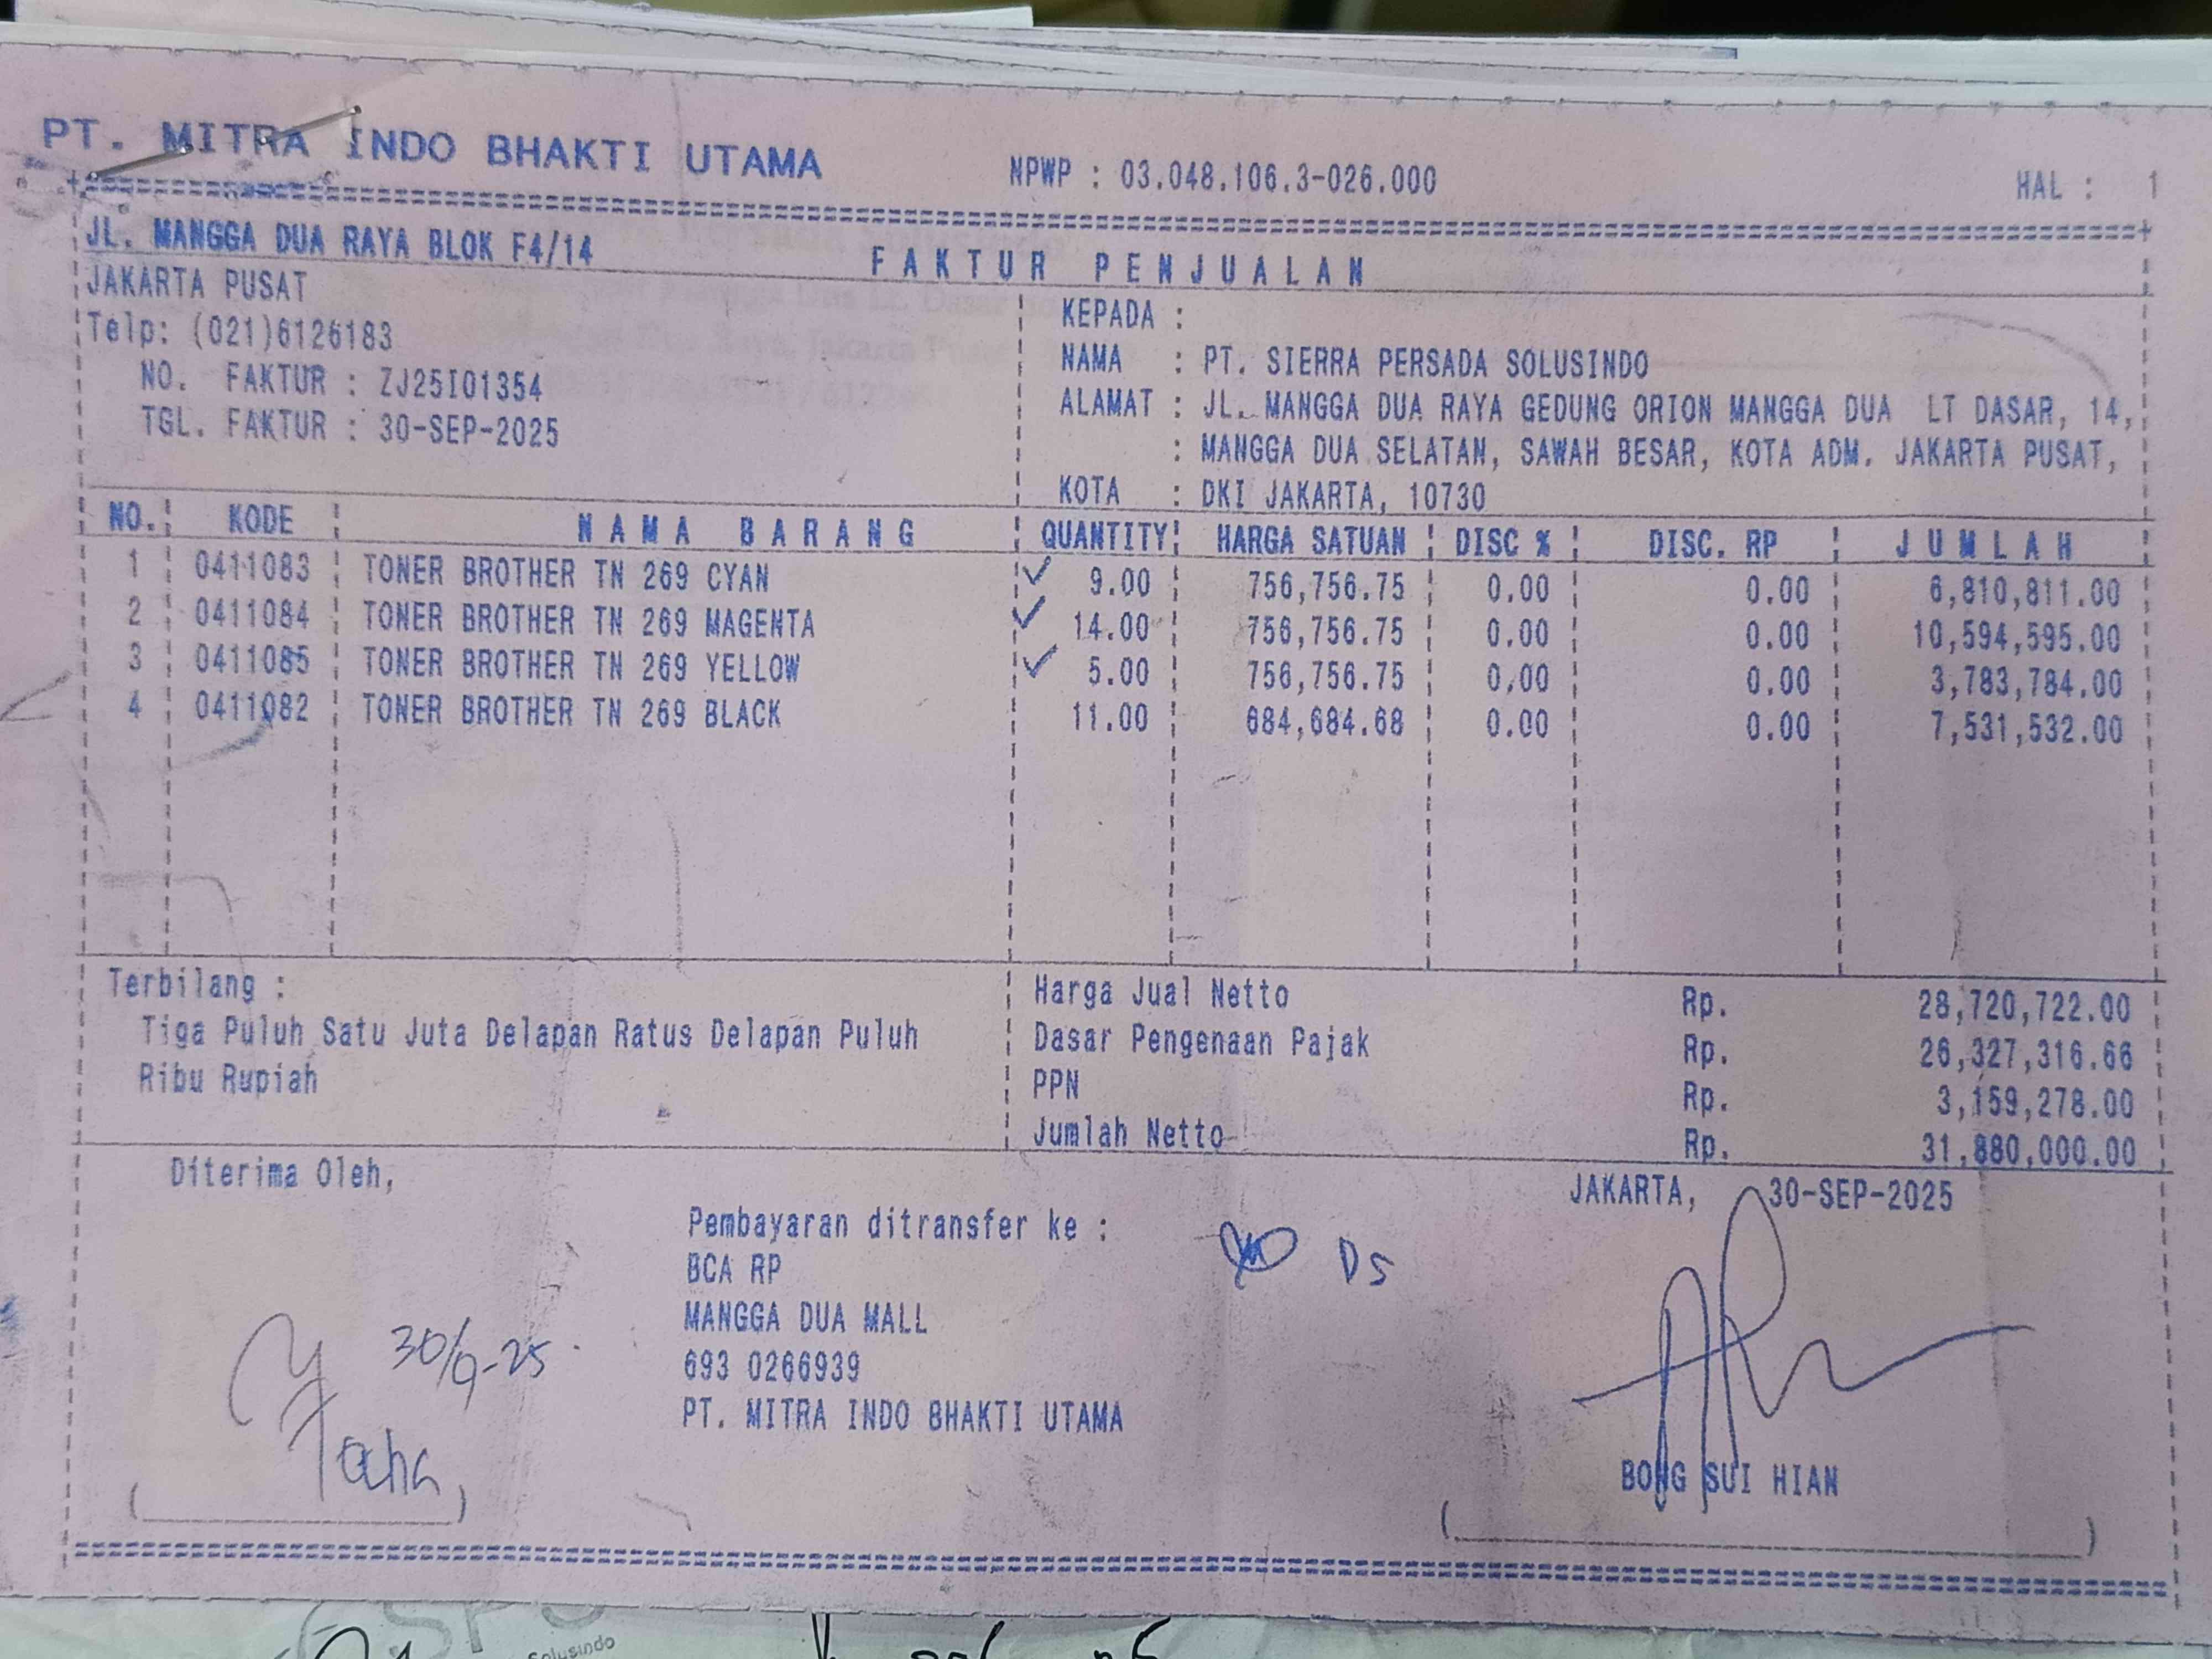 PT. MITRA INDO BHAKTI UTAMA NPWP : 03.048.106.3-026.000 HAL : 1
JL. MANGGA DUA RAYA BLOK F4/14
FAKTUR PENJUALAN
JAKARTA PUSAT
Telp: (021)6126183
NO. FAKTUR : ZJ25I01354
TGL. FAKTUR : 30-SEP-2025
KEPADA :
NAMA : PT. SIERRA PERSADA SOLUSINDO
ALAMAT : JL. MANGGA DUA RAYA GEDUNG ORION MANGGA DUA LT DASAR, 14,
: MANGGA DUA SELATAN, SAWAH BESAR, KOTA ADM. JAKARTA PUSAT,
KOTA : DKI JAKARTA, 10730
NO. KODE NAMA BARANG QUANTITY HARGA SATUAN DISC % DISC. RP JUMLAH
1 0411083 TONER BROTHER TN 269 CYAN 9.00 756,756.75 0.00 0.00 6,810,811.00
2 0411084 TONER BROTHER TN 269 MAGENTA 14.00 756,756.75 0.00 0.00 10,594,595.00
3 0411085 TONER BROTHER TN 269 YELLOW 5.00 756,756.75 0.00 0.00 3,783,784.00
4 0411082 TONER BROTHER TN 269 BLACK 11.00 684,684.68 0.00 0.00 7,531,532.00
Terbilang :
Tiga Puluh Satu Juta Delapan Ratus Delapan Puluh
Ribu Rupiah
Harga Jual Netto Rp. 28,720,722.00
Dasar Pengenaan Pajak Rp. 26,327,316.66
PPN Rp. 3,159,278.00
Jumlah Netto Rp. 31,880,000.00
Diterima Oleh,
JAKARTA, 30-SEP-2025
Pembayaran ditransfer ke :
BCA RP
MANGGA DUA MALL
693 0266939
PT. MITRA INDO BHAKTI UTAMA
DS
30/9-25
BONG SUI HIAN
SPS
Solusindo